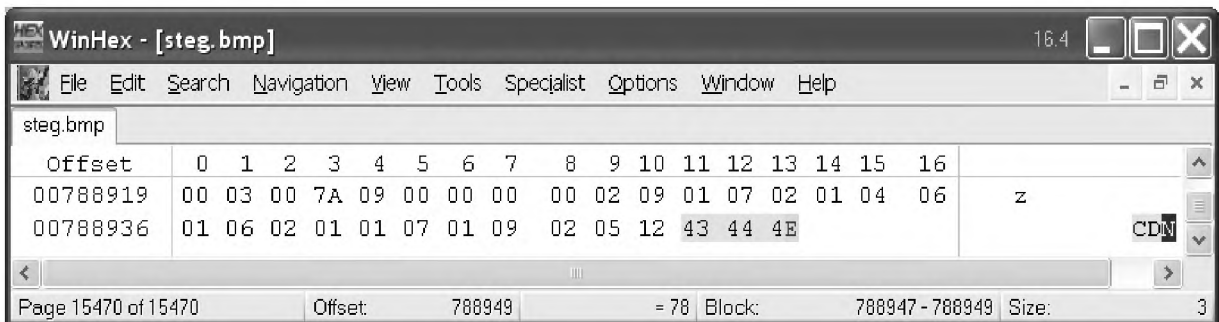 WinHex - [steg.bmp] 16.4
File Edit Search Navigation View Tools Specialist Options Window Help
steg.bmp
Offset 0 1 2 3 4 5 6 7 8 9 10 11 12 13 14 15 16
00788919 00 03 00 7A 09 00 00 00 00 02 09 01 07 02 01 04 06 z
00788936 01 06 02 01 01 07 01 09 02 05 12 43 44 4E CDN
Page 15470 of 15470 Offset: 788949 = 78 Block: 788947 - 788949 Size: 3